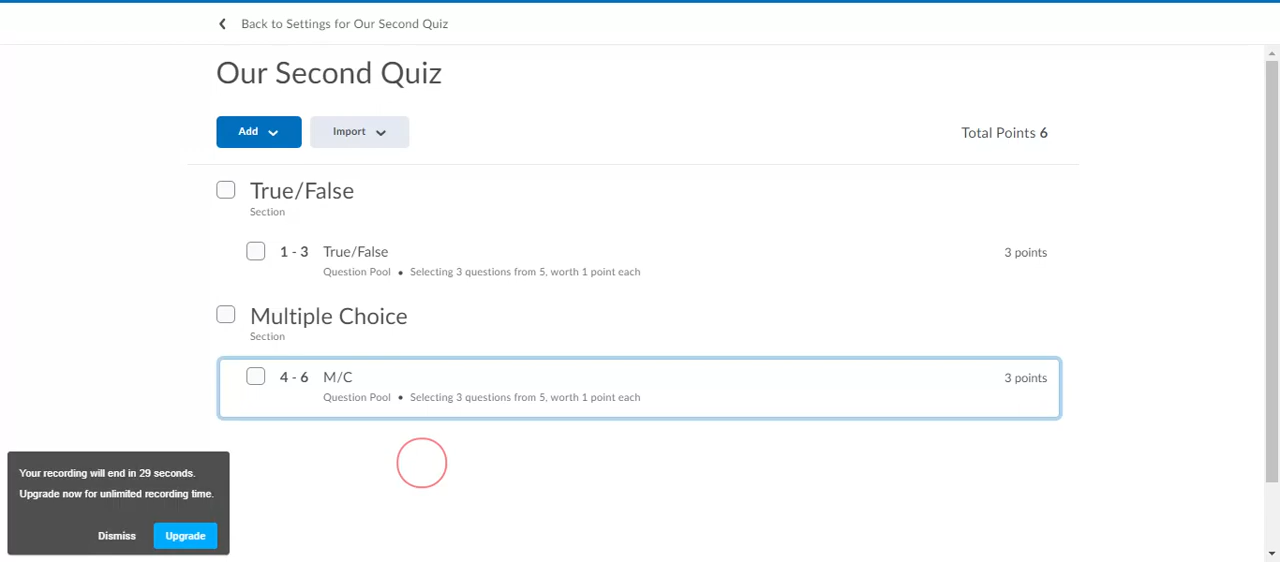 Back to Settings for Our Second Quiz
Our Second Quiz
Add
Import
Total Points 6
True/False
Section
1 - 3 True/False 3 points
Question Pool • Selecting 3 questions from 5, worth 1 point each
Multiple Choice
Section
4 - 6 M/C 3 points
Question Pool • Selecting 3 questions from 5, worth 1 point each
Your recording will end in 29 seconds.
Upgrade now for unlimited recording time.
Dismiss Upgrade